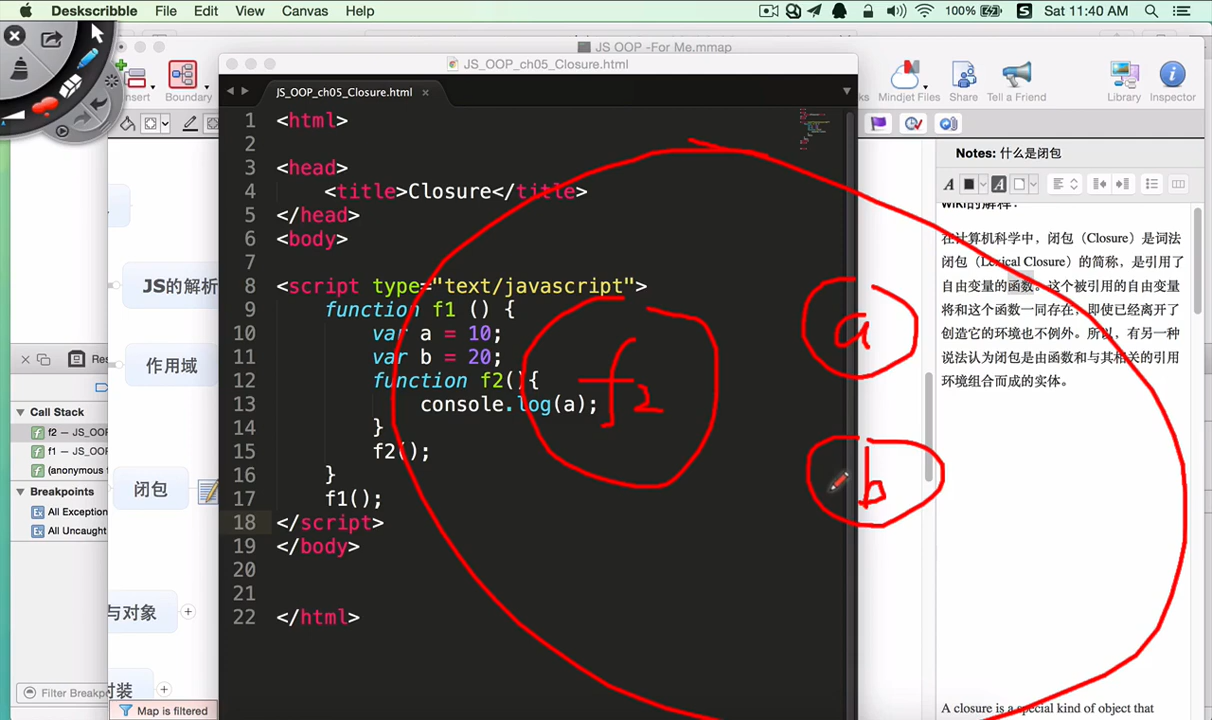 Deskscribble File Edit View Canvas Help
100% S Sat 11:40 AM
JS OOP -For Me.mmap
JS_OOP_ch05_Closure.html
Boundary
Mindjet Files Share Tell a Friend
Library Inspector
JS_OOP_ch05_Closure.html ×
1 <html>
2
3 <head>
4 <title>Closure</title>
5 </head>
6 <body>
7
8 <script type="text/javascript">
9 function f1 () {
10 var a = 10;
11 var b = 20;
12 function f2(){
13 console.log(a);
14 }
15 f2();
16 }
17 f1();
18 </script>
19 </body>
20
21
22 </html>
f2
a
b
JS的解析
作用域
闭包
与对象
Call Stack
f2 — JS_OOP
f1 — JS_OOP
(anonymous f
Breakpoints
All Exception
All Uncaught
Filter Breakp
Map is filtered
Notes: 什么是闭包
在计算机科学中，闭包（Closure）是词法
闭包（Lexical Closure）的简称，是引用了
自由变量的函数。这个被引用的自由变量
将和这个函数一同存在，即使已经离开了
创造它的环境也不例外。所以，有另一种
说法认为闭包是由函数和与其相关的引用
环境组合而成的实体。
A closure is a special kind of object that